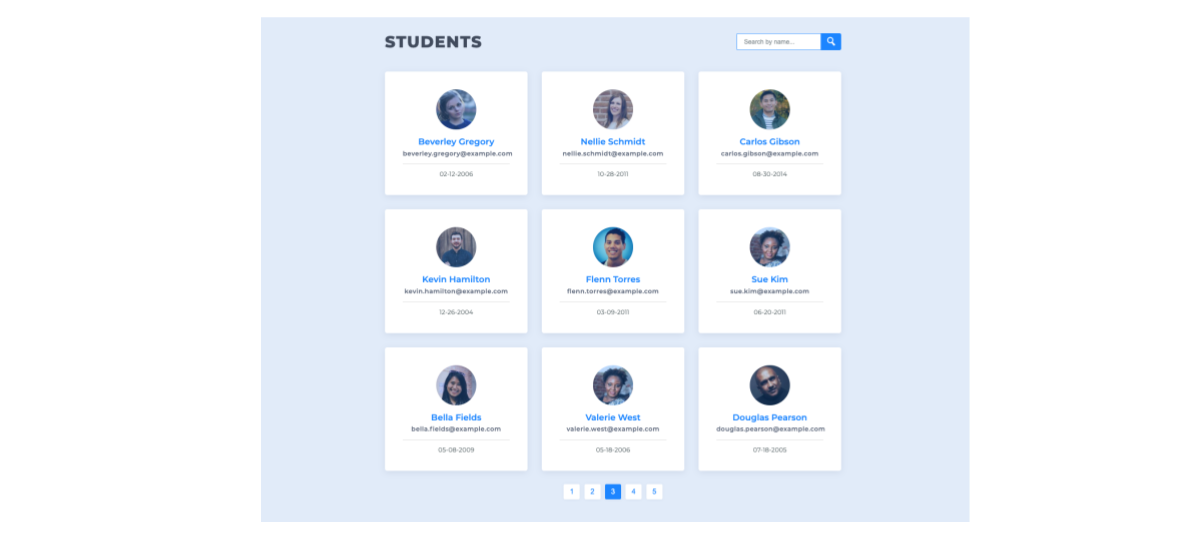 STUDENTS
Search by name...
Beverley Gregory
beverley.gregory@example.com
02-12-2006
Nellie Schmidt
nellie.schmidt@example.com
10-28-2011
Carlos Gibson
carlos.gibson@example.com
08-30-2014
Kevin Hamilton
kevin.hamilton@example.com
12-26-2004
Flenn Torres
flenn.torres@example.com
03-09-2011
Sue Kim
sue.kim@example.com
06-20-2011
Bella Fields
bella.fields@example.com
05-08-2009
Valerie West
valerie.west@example.com
05-18-2006
Douglas Pearson
douglas.pearson@example.com
07-18-2005
1 2 3 4 5